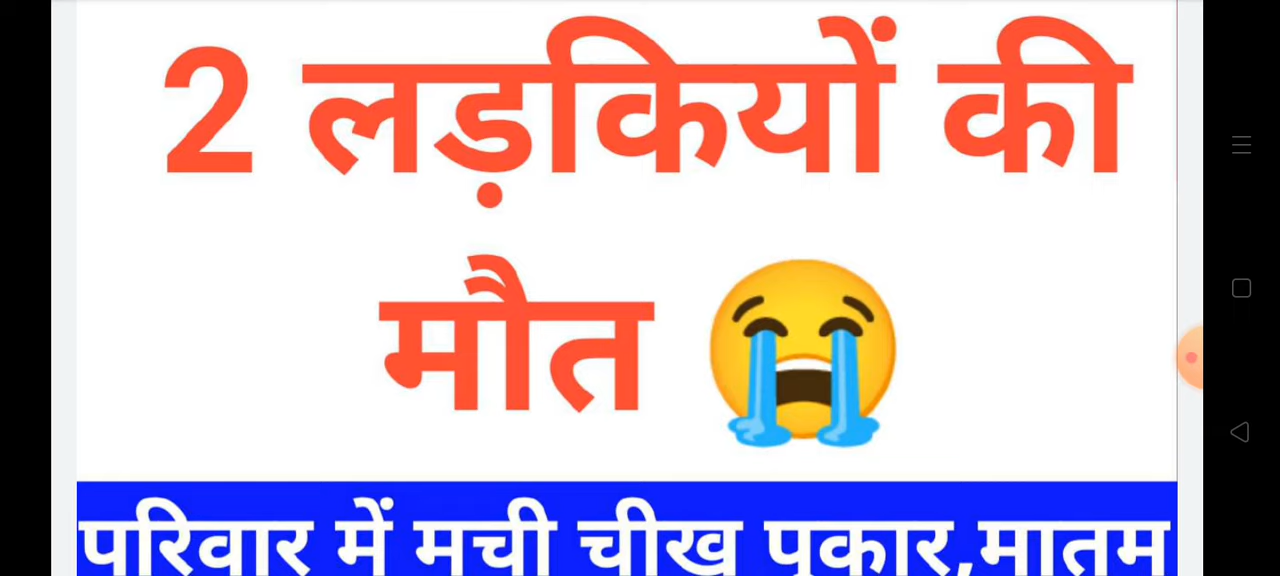 2 लड़कियों की
मौत
परिवार में मची चीख पुकार,मातम